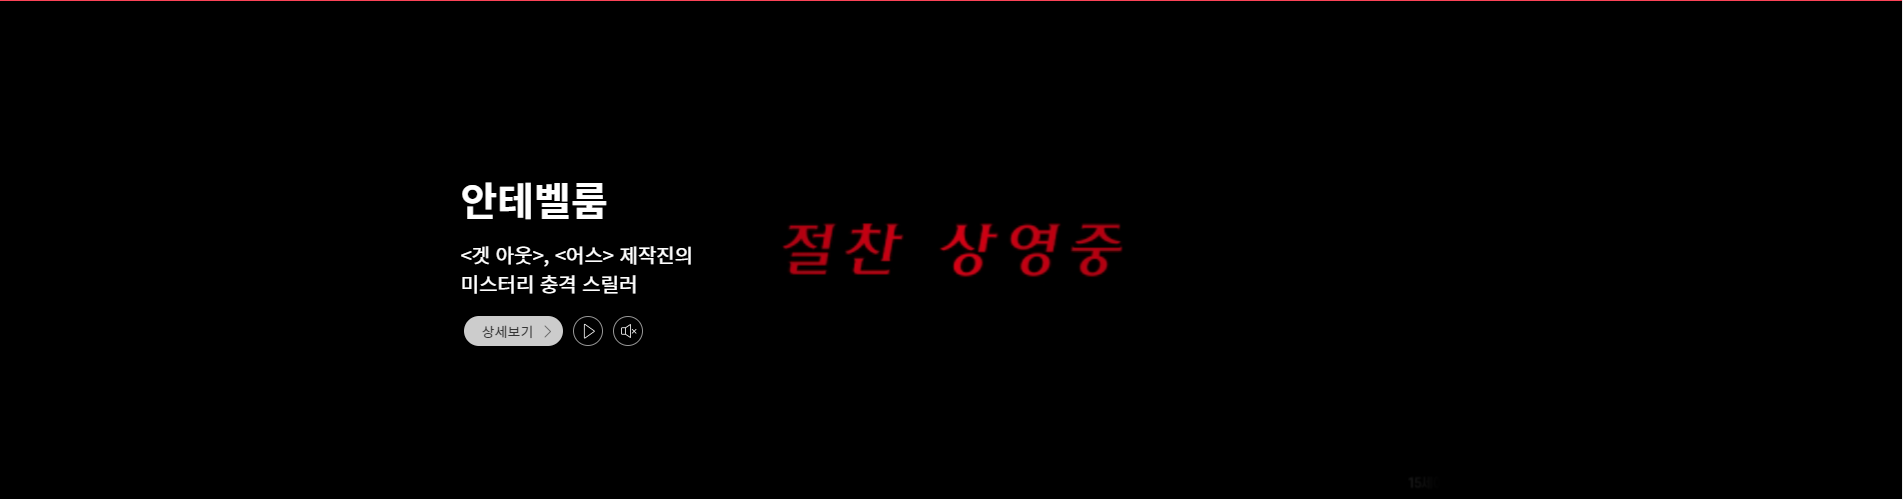 안테벨룸
<겟 아웃>, <어스> 제작진의
미스터리 충격 스릴러
상세보기
절찬 상영중